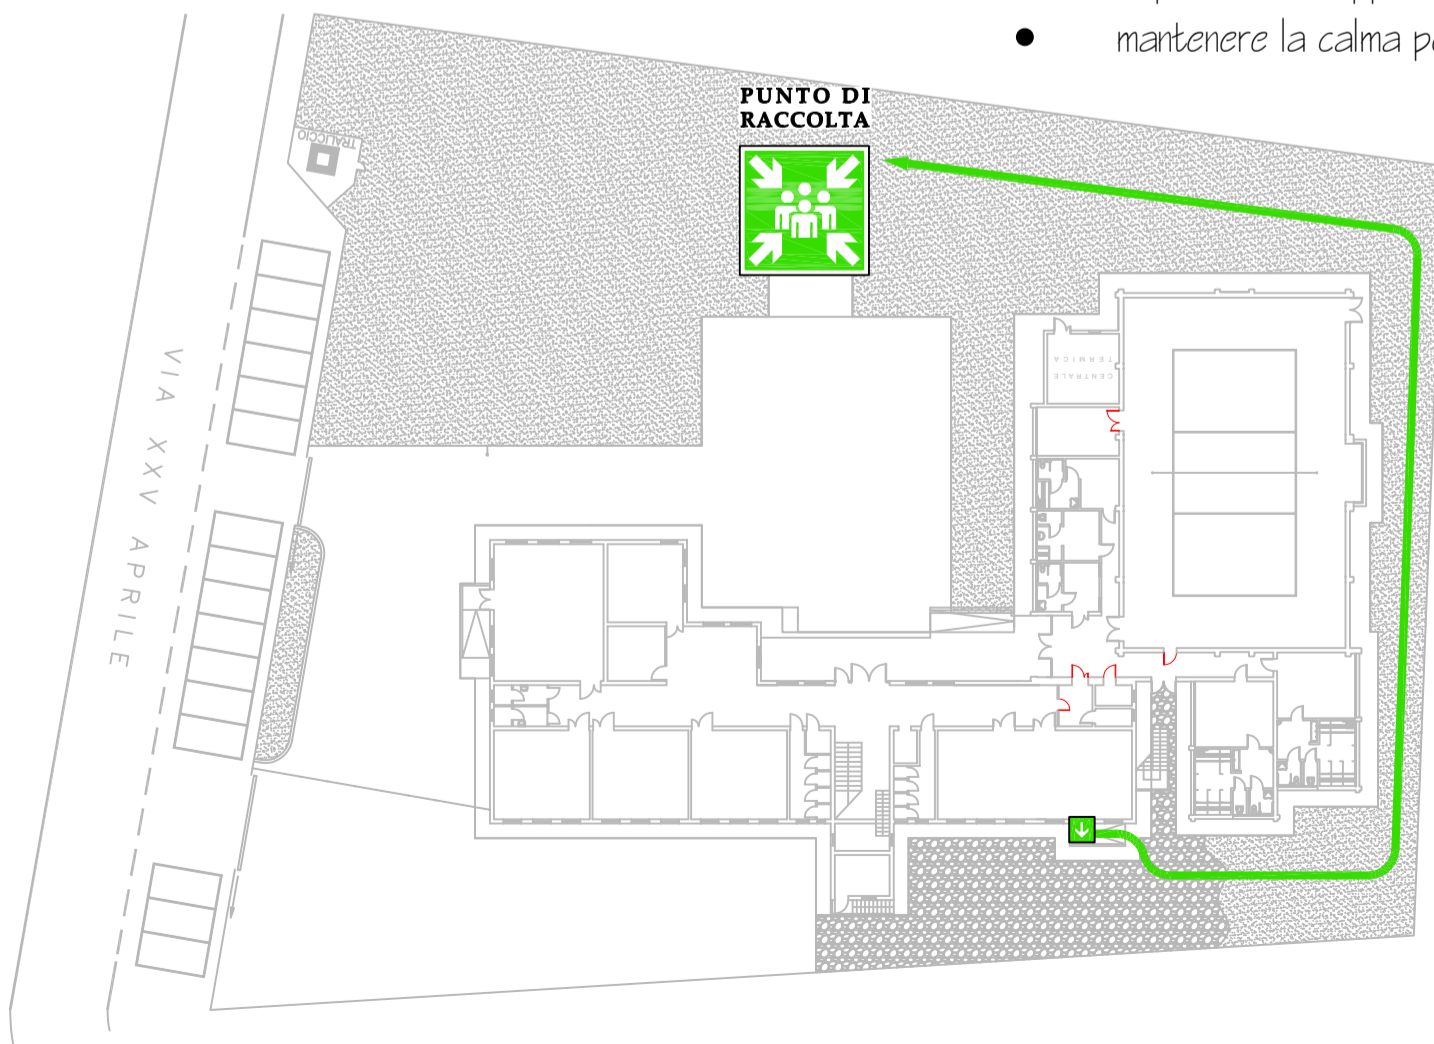 mantenere la calma
PUNTO DI
RACCOLTA
TRALICCIO
VIA XXV APRILE
CENTRALE
TERMICA